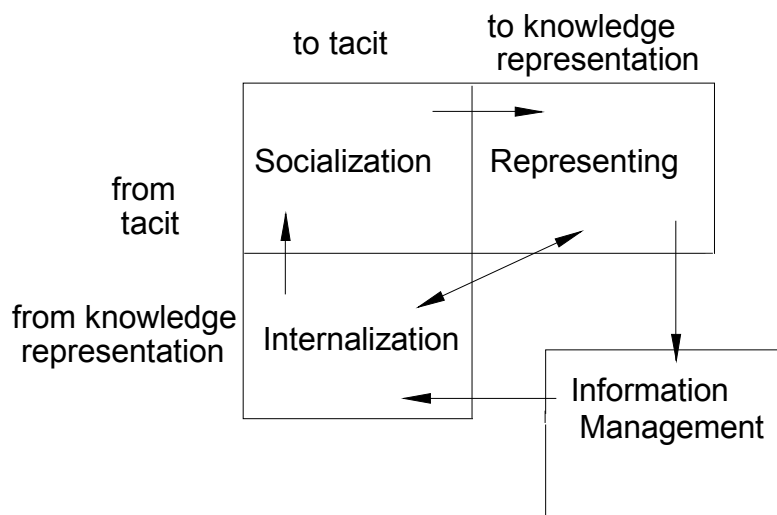 to tacit
to knowledge
representation
Socialization
Representing
from
tacit
from knowledge
representation
Internalization
Information
Management